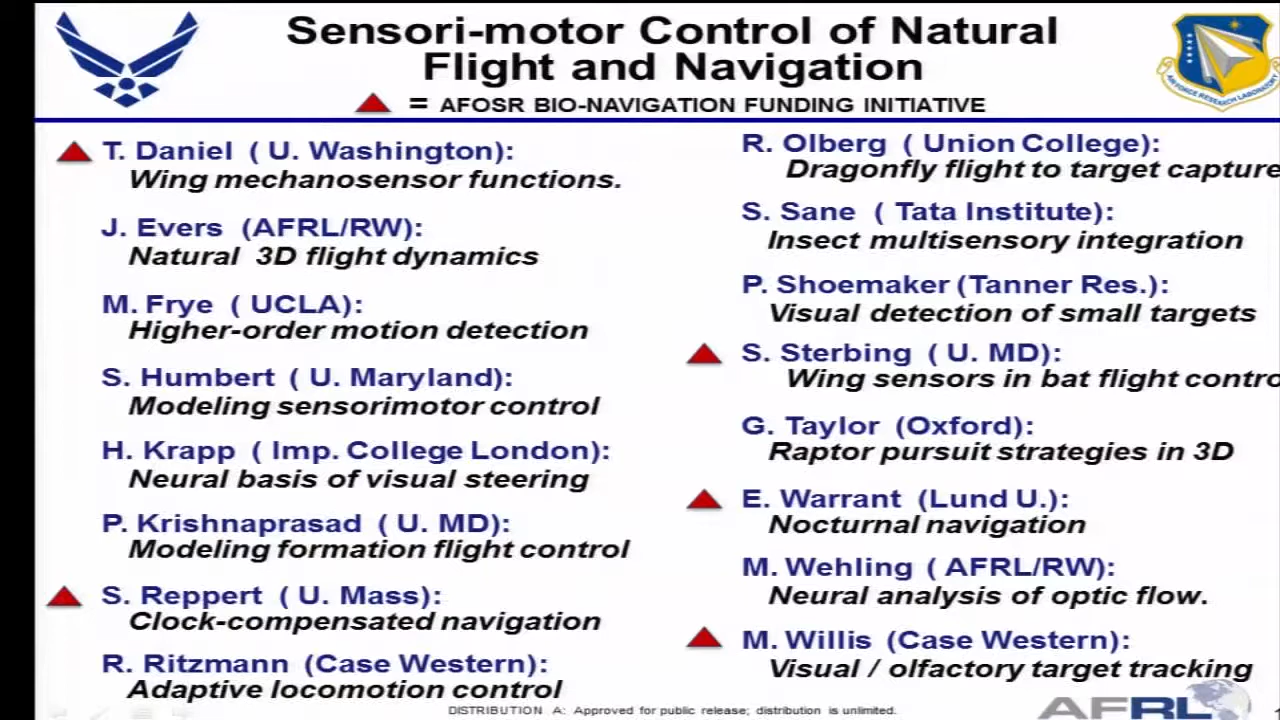 Sensori-motor Control of Natural
Flight and Navigation
= AFOSR BIO-NAVIGATION FUNDING INITIATIVE
AIR FORCE RESEARCH LABORATORY
T. Daniel ( U. Washington):
Wing mechanosensor functions.
J. Evers (AFRL/RW):
Natural 3D flight dynamics
M. Frye ( UCLA):
Higher-order motion detection
S. Humbert ( U. Maryland):
Modeling sensorimotor control
H. Krapp ( Imp. College London):
Neural basis of visual steering
P. Krishnaprasad ( U. MD):
Modeling formation flight control
S. Reppert ( U. Mass):
Clock-compensated navigation
R. Ritzmann (Case Western):
Adaptive locomotion control
R. Olberg ( Union College):
Dragonfly flight to target capture
S. Sane ( Tata Institute):
Insect multisensory integration
P. Shoemaker (Tanner Res.):
Visual detection of small targets
S. Sterbing ( U. MD):
Wing sensors in bat flight contro
G. Taylor (Oxford):
Raptor pursuit strategies in 3D
E. Warrant (Lund U.):
Nocturnal navigation
M. Wehling ( AFRL/RW):
Neural analysis of optic flow.
M. Willis (Case Western):
Visual / olfactory target tracking
DISTRIBUTION A: Approved for public release; distribution is unlimited.
AFRL